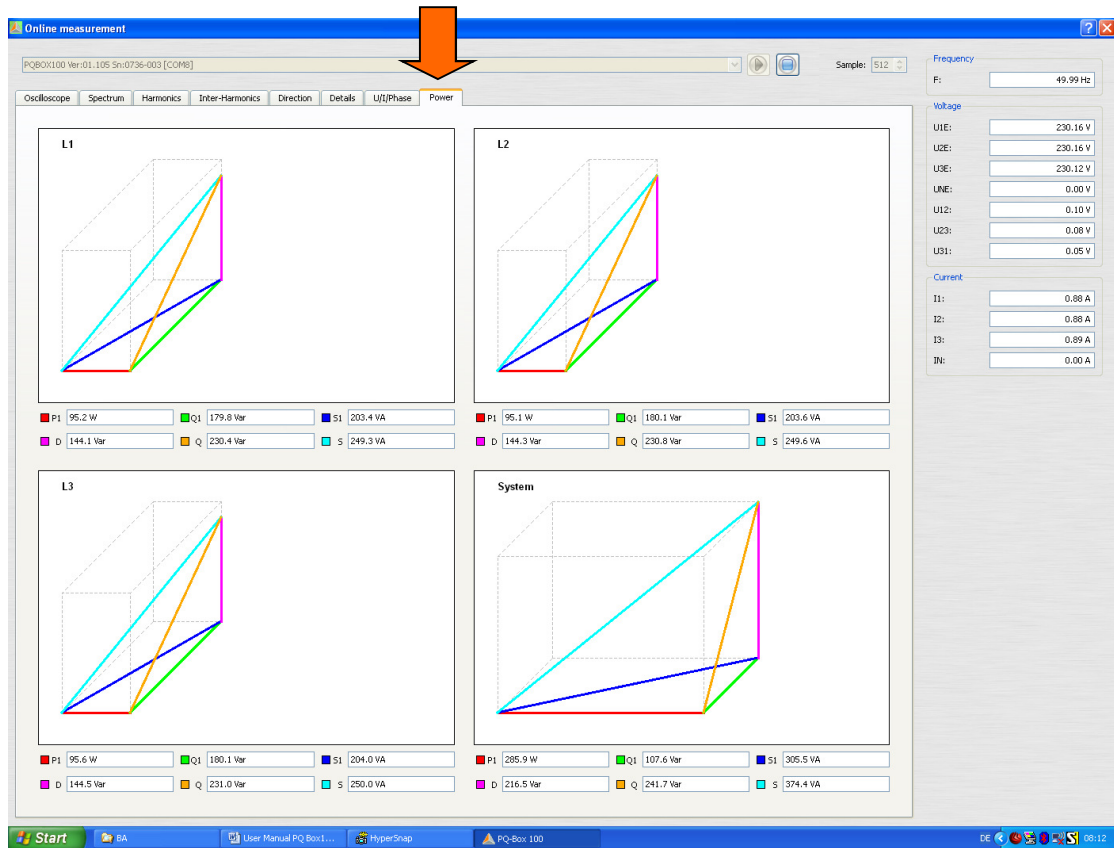 Online measurement
PQBOX100 Ver:01.105 Sn:0736-003 [COM8]
Sample: 512
Oscilloscope Spectrum Harmonics Inter-Harmonics Direction Details U/I/Phase Power
L1
P1 95.2 W Q1 179.8 Var S1 203.4 VA
D 144.1 Var Q 230.4 Var S 249.3 VA
L2
P1 95.1 W Q1 180.1 Var S1 203.6 VA
D 144.3 Var Q 230.8 Var S 249.6 VA
L3
P1 95.6 W Q1 180.1 Var S1 204.0 VA
D 144.5 Var Q 231.0 Var S 250.0 VA
System
P1 285.9 W Q1 107.6 Var S1 305.5 VA
D 216.5 Var Q 241.7 Var S 374.4 VA
Frequency
F: 49.99 Hz
Voltage
U1E: 230.16 V
U2E: 230.16 V
U3E: 230.12 V
UNE: 0.00 V
U12: 0.10 V
U23: 0.08 V
U31: 0.05 V
Current
I1: 0.88 A
I2: 0.88 A
I3: 0.89 A
IN: 0.00 A
Start BA User Manual PQ Box1... HyperSnap PQ-Box 100 DE 08:12